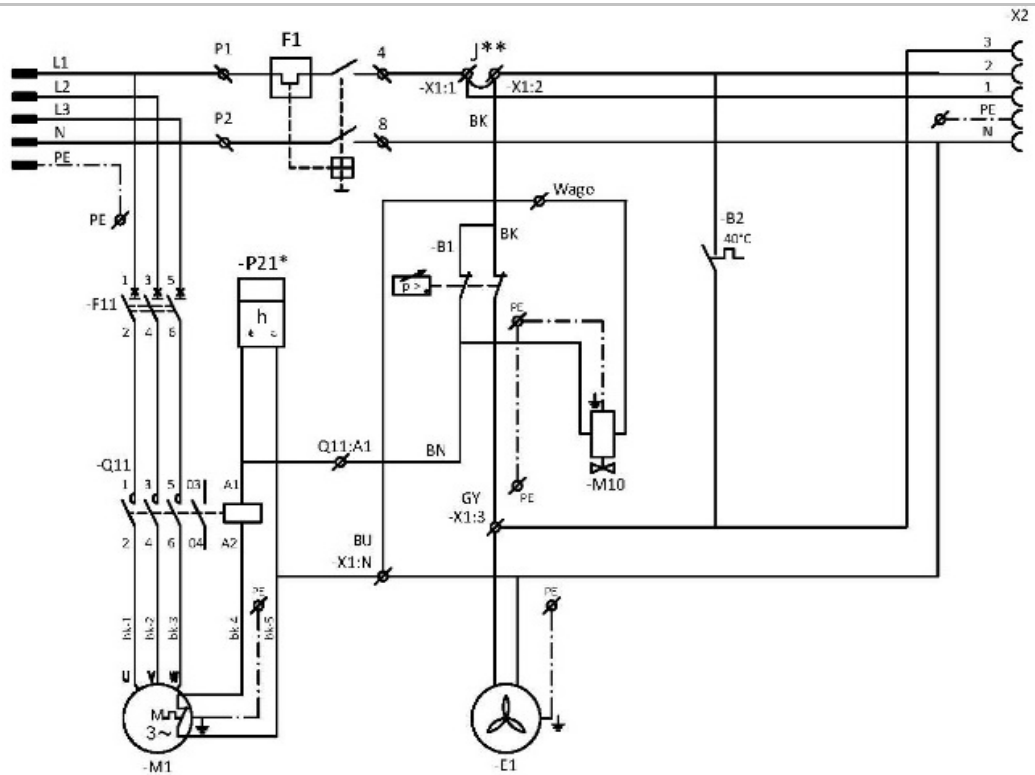 -X2
L1 P1 F1 4 J** 3
2
-X1:1 -X1:2
L2 1
L3 P2 8 BK PE
N N
PE
PE
Wago
-B1 BK -B2
40°C
-P21*
p >
1 3 5
-F11
h
PE
2 4 6
Q11:A1 BN
-Q11
1 3 5 03 A1
-M10
GY PE
-X1:3
2 4 6 04 A2
BU
-X1:N
PE PE
bk-1 bk-2 bk-3 bk-4 bk-5
U V W
M
3~
-M1 -E1